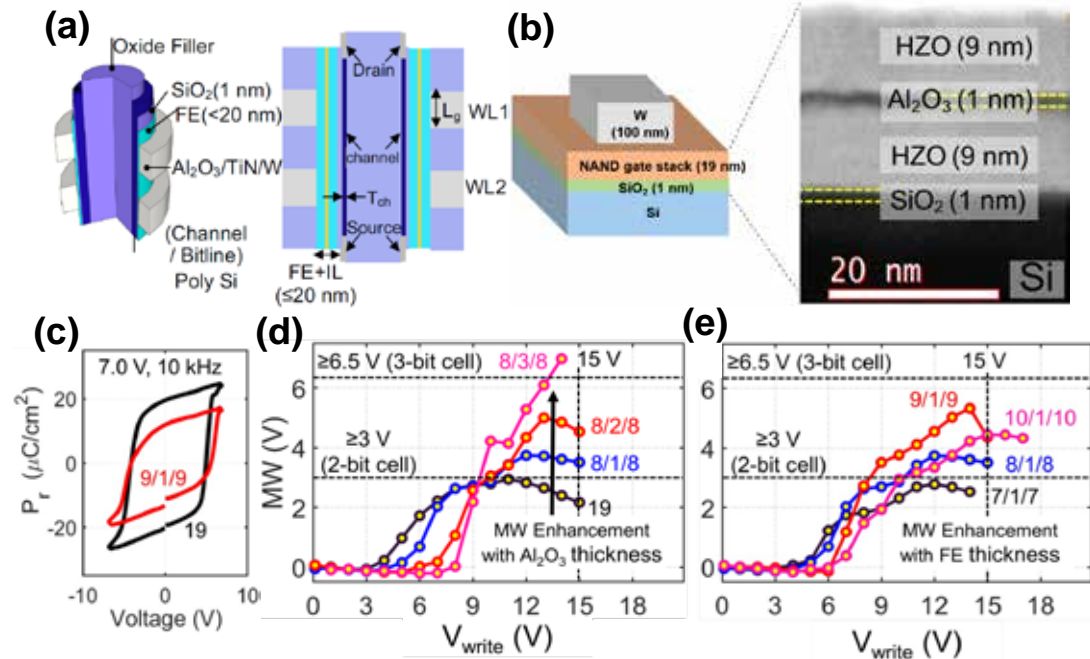 (a)
Oxide Filler
SiO₂(1 nm)
FE(<20 nm)
Al₂O₃/TiN/W
(Channel
/ Bitline)
Poly Si
Drain
channel
T_ch
Source
L_g
WL1
WL2
FE+IL
(≤20 nm)
(b)
W
(100 nm)
NAND gate stack (19 nm)
SiO₂ (1 nm)
Si
HZO (9 nm)
Al₂O₃ (1 nm)
HZO (9 nm)
SiO₂ (1 nm)
20 nm
Si
(c)
7.0 V, 10 kHz
9/1/9
19
P_r (μC/cm²)
20
0
-20
-10 0 10
Voltage (V)
(d)
≥6.5 V (3-bit cell)
8/3/8
15 V
8/2/8
≥3 V
(2-bit cell)
8/1/8
19
MW Enhancement
with Al₂O₃ thickness
MW (V)
6
4
2
0
0 3 6 9 12 15 18
V_write (V)
(e)
≥6.5 V (3-bit cell)
15 V
9/1/9
10/1/10
≥3 V
(2-bit cell)
8/1/8
7/1/7
MW Enhancement
with FE thickness
6
4
2
0
0 3 6 9 12 15 18
V_write (V)